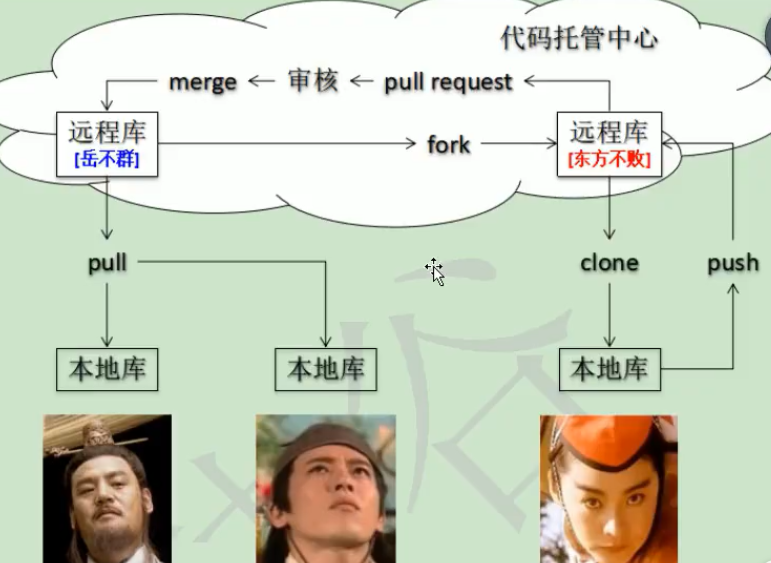 代码托管中心
merge
审核
pull request
远程库
[岳不群]
fork
远程库
[东方不败]
pull
clone
push
本地库
本地库
本地库